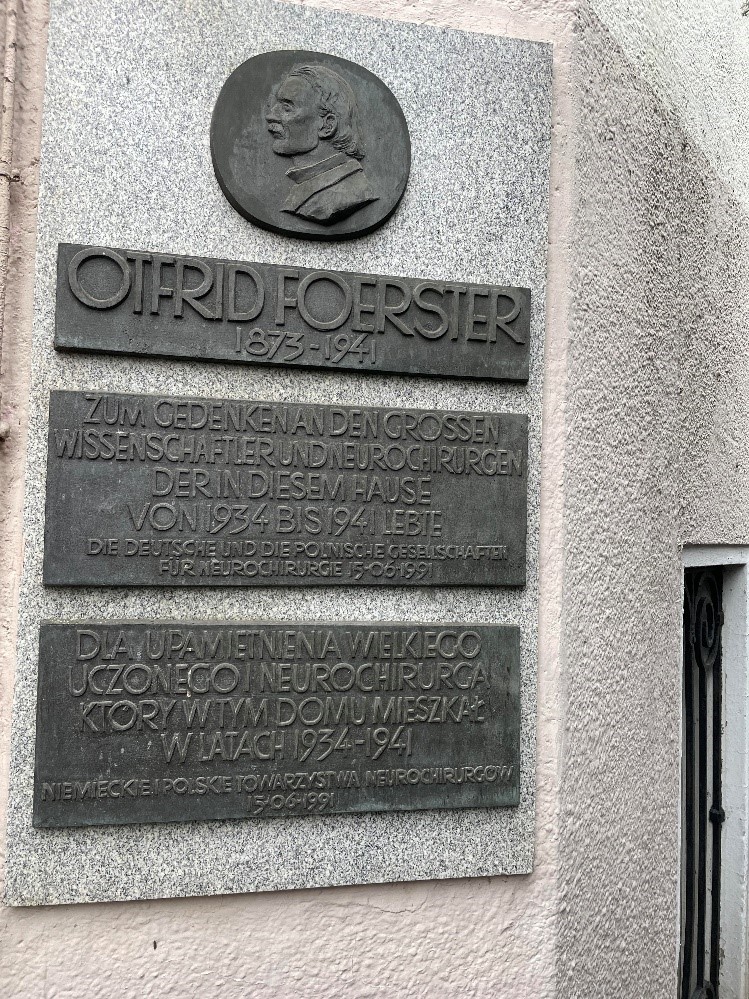 OTFRID FOERSTER
1873-1941
ZUM GEDENKEN AN DEN GROSSEN
WISSENSCHAFTLER UND NEUROCHIRURGEN
DER IN DIESEM HAUSE
VON 1934 BIS 1941 LEBTE
DIE DEUTSCHE UND DIE POLNISCHE GESELLSCHAFTEN
FÜR NEUROCHIRURGIE 15-06-1991
DLA UPAMIĘTNIENIA WIELKIEGO
UCZONEGO I NEUROCHIRURGA
KTÓRY W TYM DOMU MIESZKAŁ
W LATACH 1934-1941
NIEMIECKIE I POLSKIE TOWARZYSTWA NEUROCHIRURGÓW
15-06-1991